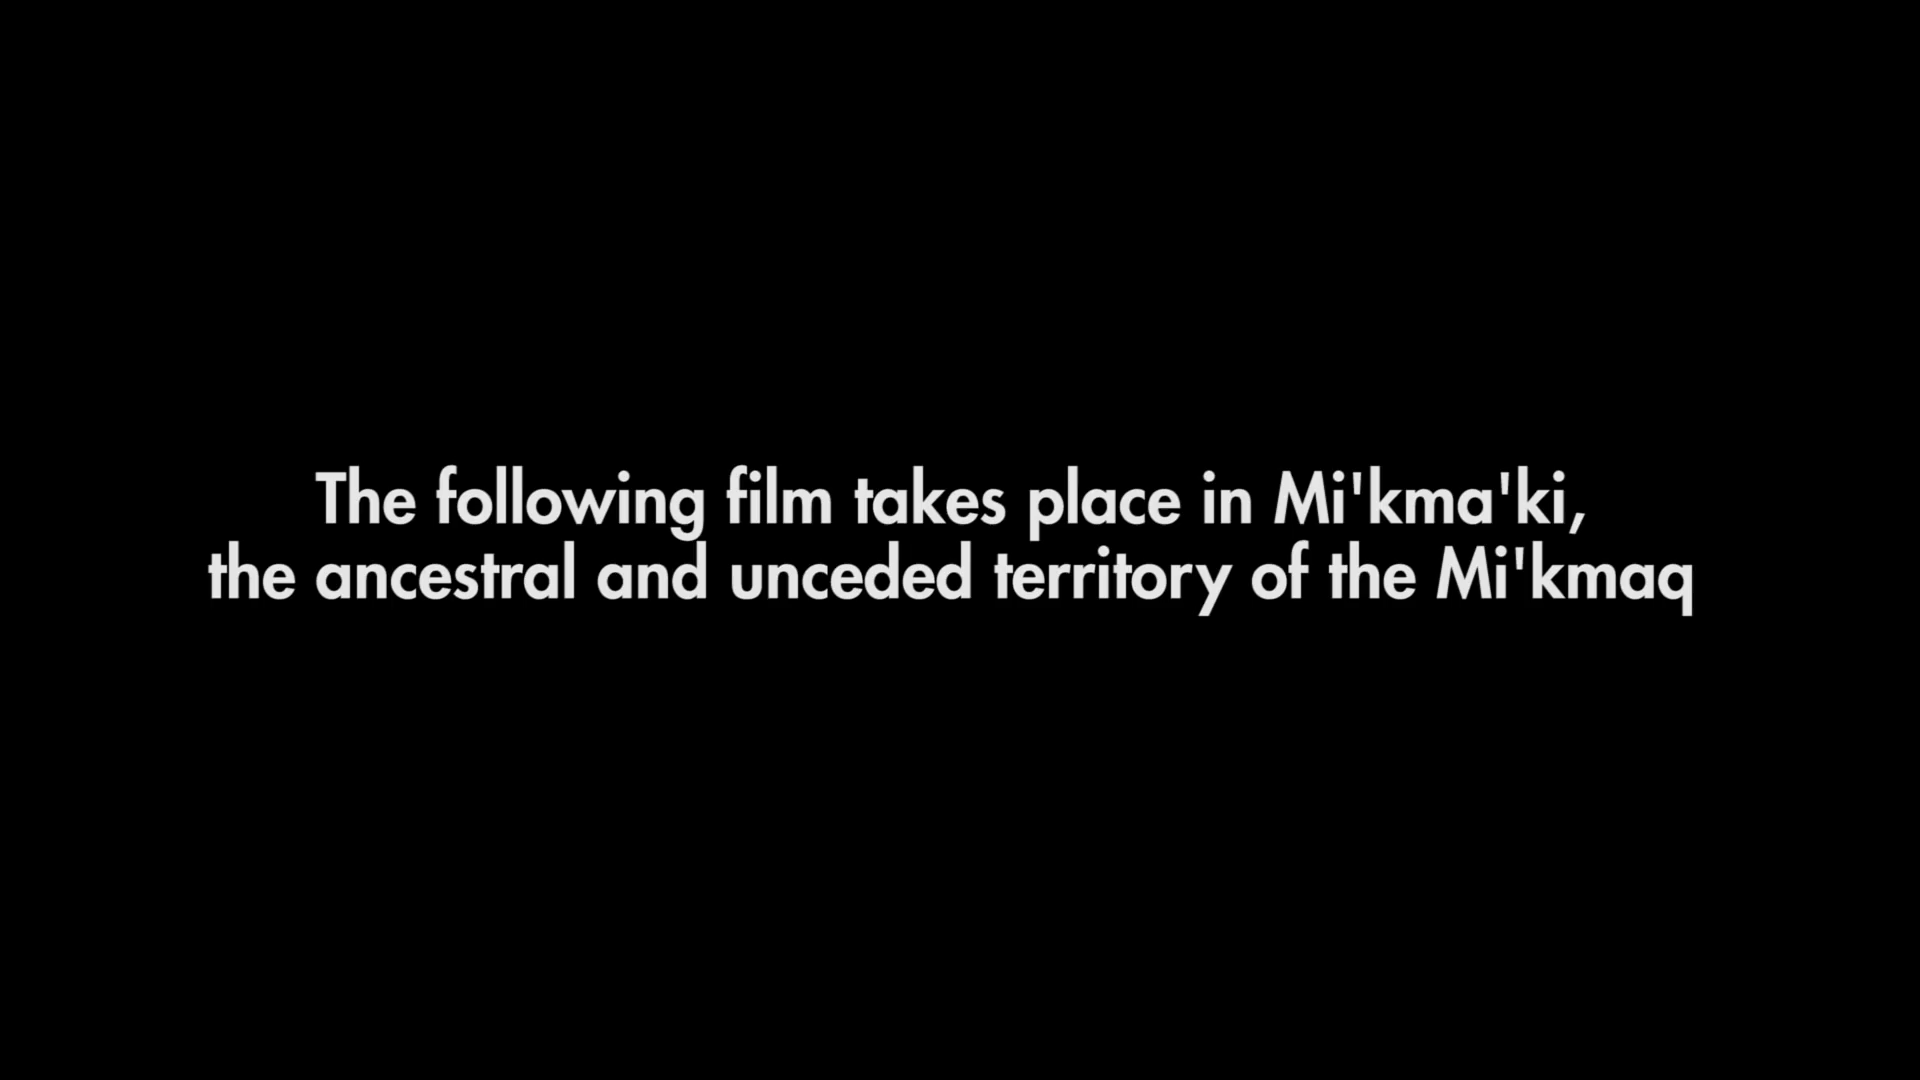 The following film takes place in Mi'kma'ki,
the ancestral and unceded territory of the Mi'kmaq